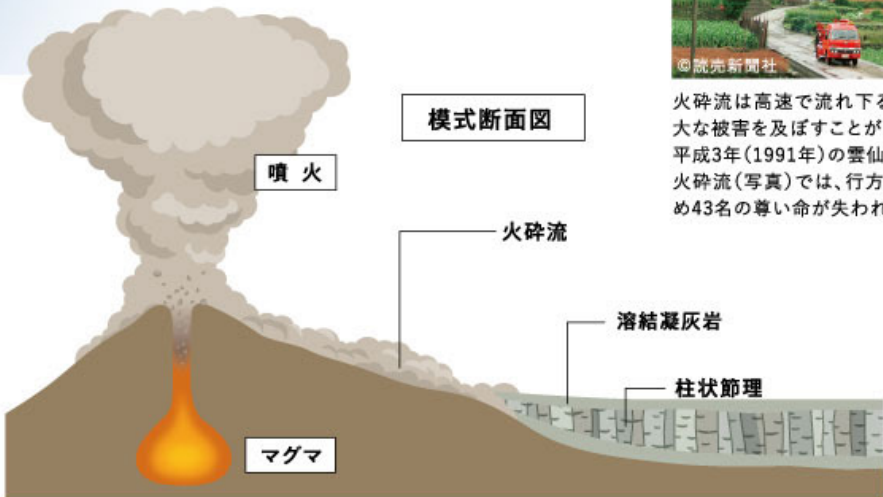 ©読売新聞社
火砕流は高速で流れ下る
大な被害を及ぼすことが
平成3年(1991年)の雲仙
火砕流(写真)では、行方
め43名の尊い命が失われ
模式断面図
噴火
火砕流
溶結凝灰岩
柱状節理
マグマ